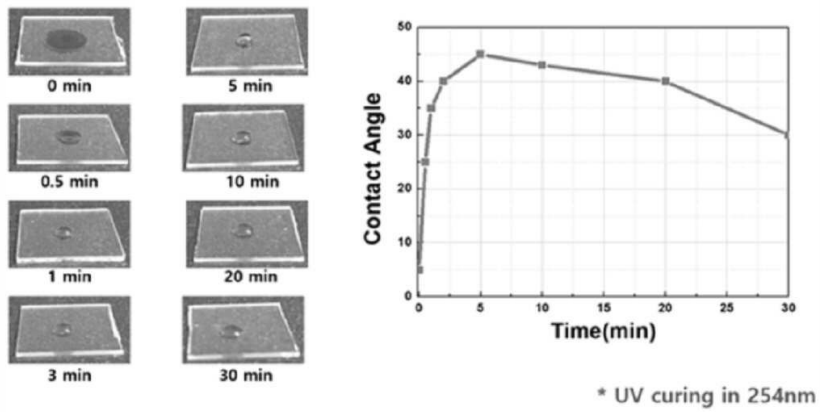 0 min
5 min
0.5 min
10 min
1 min
20 min
3 min
30 min
50
40
30
20
10
0
Contact Angle
0 5 10 15 20 25 30
Time(min)
* UV curing in 254nm